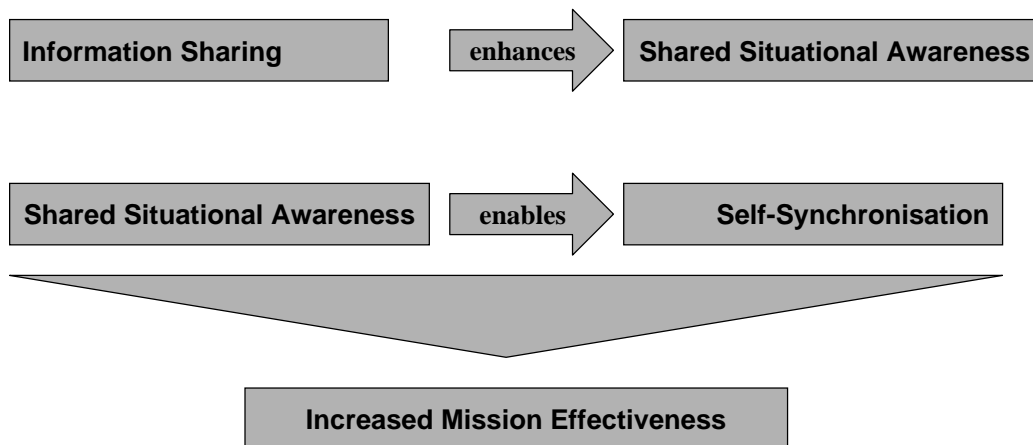 Information Sharing
enhances
Shared Situational Awareness
Shared Situational Awareness
enables
Self-Synchronisation
Increased Mission Effectiveness